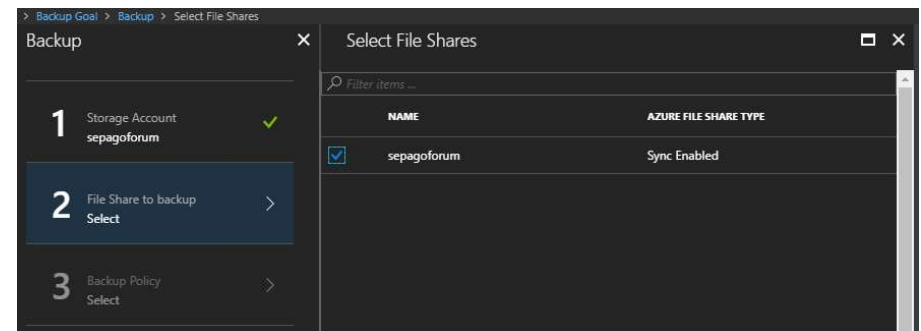 > Backup Goal > Backup > Select File Shares
Backup
1
Storage Account
sepagoforum
2
File Share to backup
Select
3
Backup Policy
Select
Select File Shares
Filter items ...
NAME AZURE FILE SHARE TYPE
sepagoforum Sync Enabled